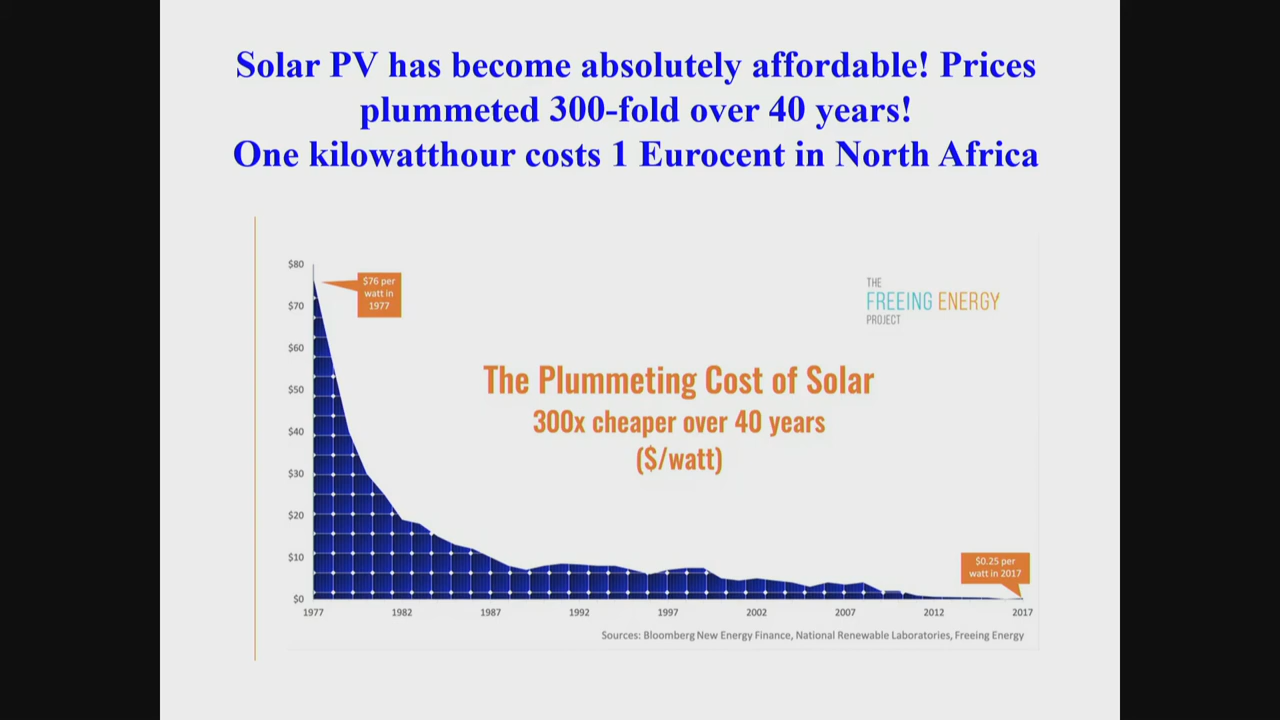 Solar PV has become absolutely affordable! Prices
plummeted 300-fold over 40 years!
One kilowatthour costs 1 Eurocent in North Africa
$80
$70
$60
$50
$40
$30
$20
$10
$0
$76 per
watt in
1977
THE
FREEING ENERGY
PROJECT
The Plummeting Cost of Solar
300x cheaper over 40 years
($/watt)
$0.25 per
watt in 2017
1977 1982 1987 1992 1997 2002 2007 2012 2017
Sources: Bloomberg New Energy Finance, National Renewable Laboratories, Freeing Energy